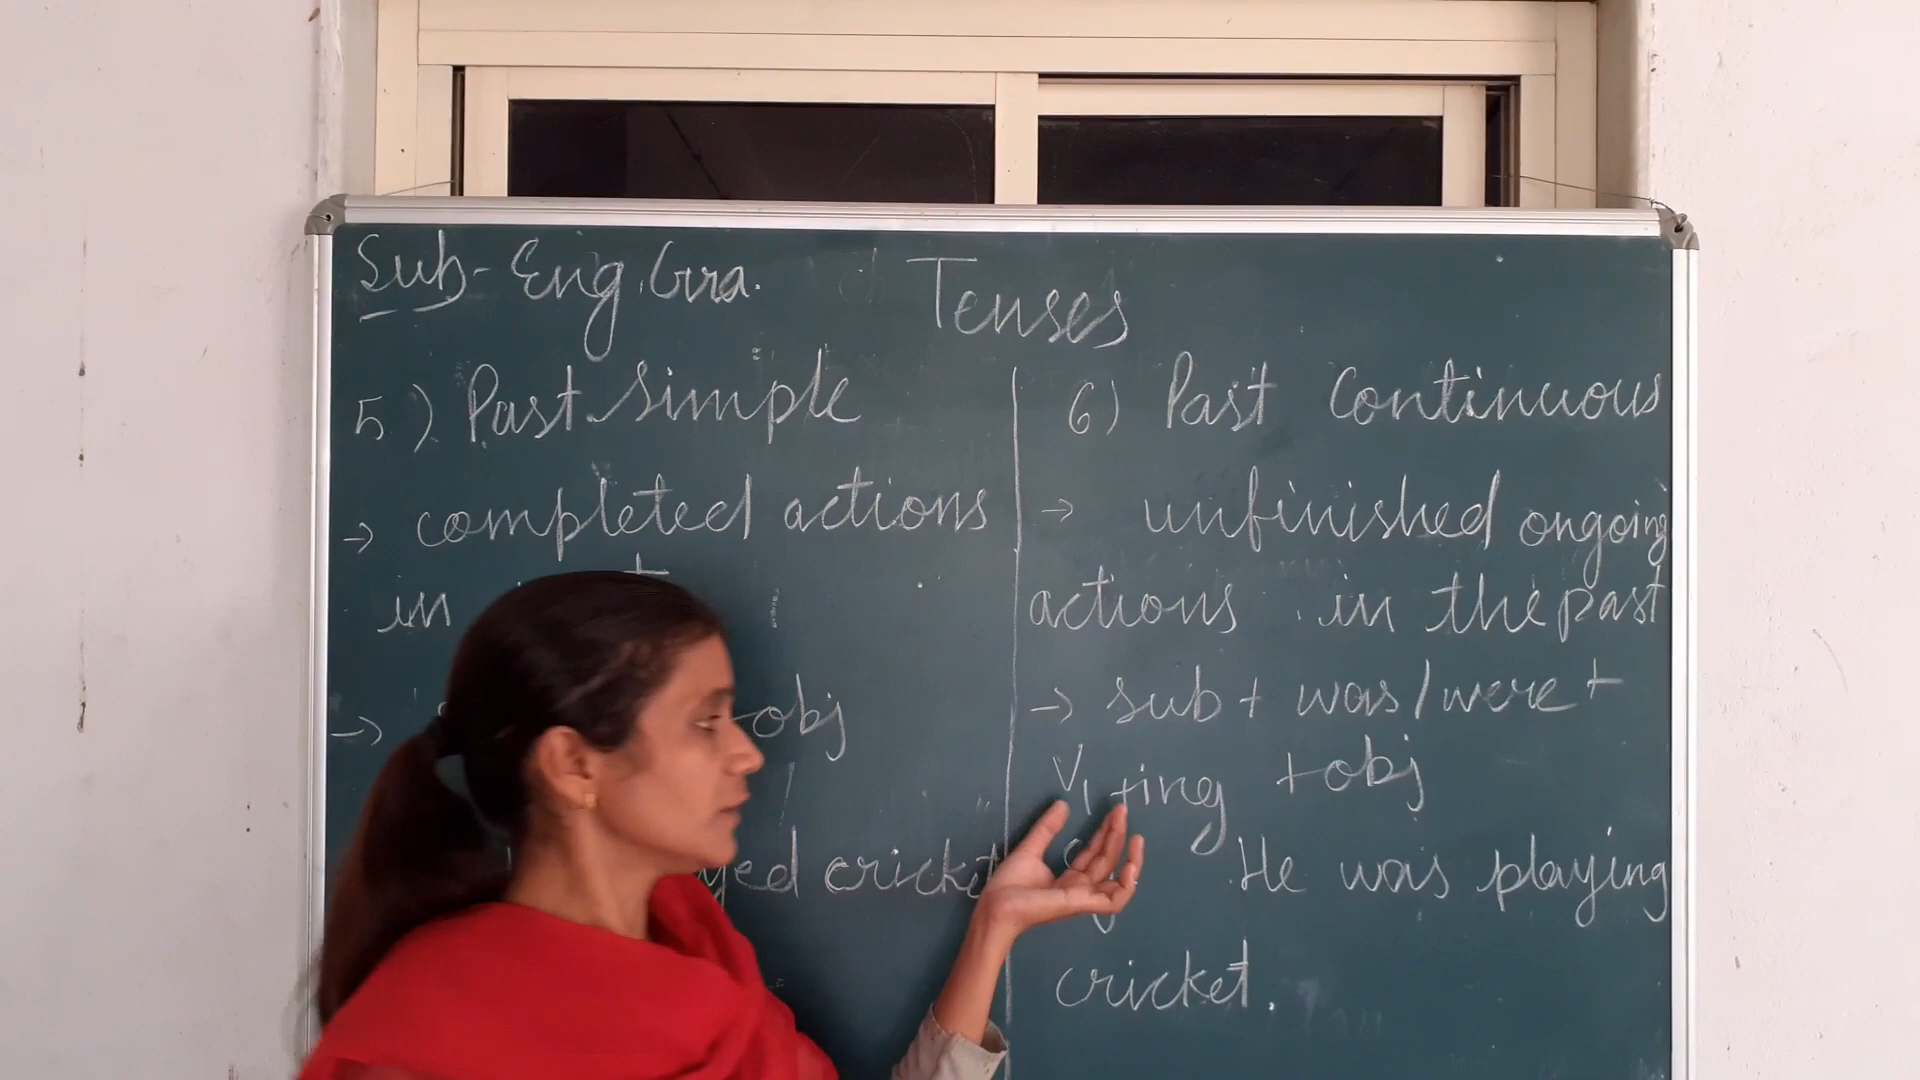 Sub- Eng. Gra.
Tenses
5) Past simple
→ completed actions
in
→ obj
yed cricket
6) Past Continuous
→ unfinished ongoing
actions in the past
→ sub + was/were +
V1 +ing + obj
He was playing
cricket.